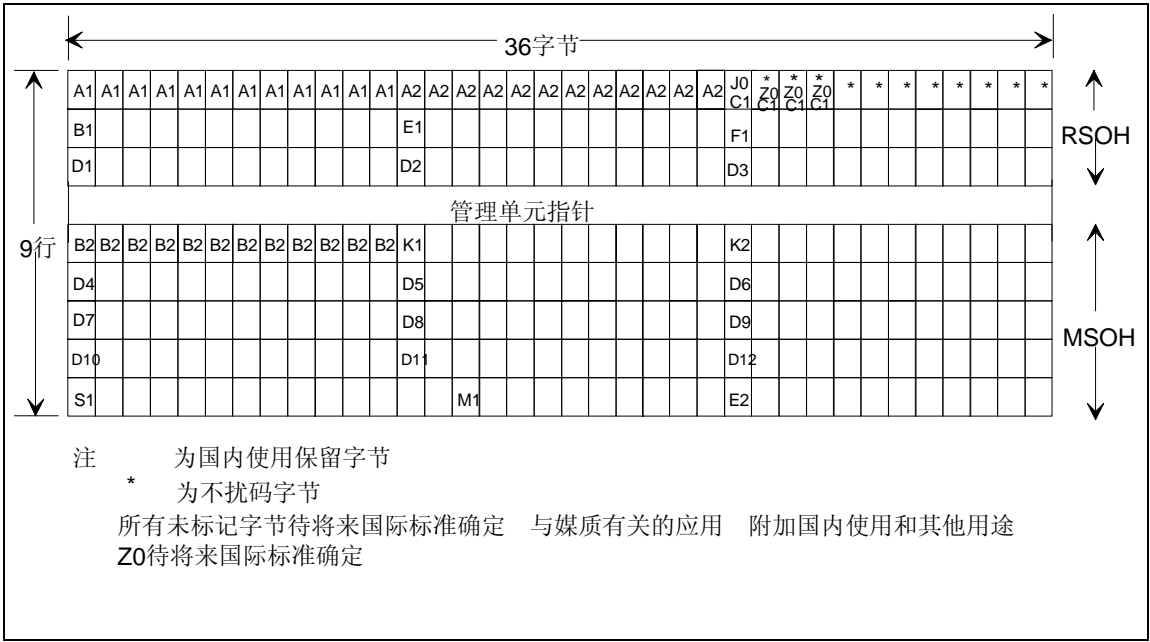 36字节
A1 A1 A1 A1 A1 A1 A1 A1 A1 A1 A1 A1 A2 A2 A2 A2 A2 A2 A2 A2 A2 A2 A2 A2 J0 C1 * Z0 C1 * Z0 C1 * Z0 C1 * * * * * * * *
B1 E1 F1
RSOH
D1 D2 D3
管理单元指针
9行
B2 B2 B2 B2 B2 B2 B2 B2 B2 B2 B2 B2 K1 K2
D4 D5 D6
D7 D8 D9
MSOH
D10 D11 D12
S1 M1 E2
注 为国内使用保留字节
* 为不扰码字节
所有未标记字节待将来国际标准确定 与媒质有关的应用 附加国内使用和其他用途
Z0待将来国际标准确定